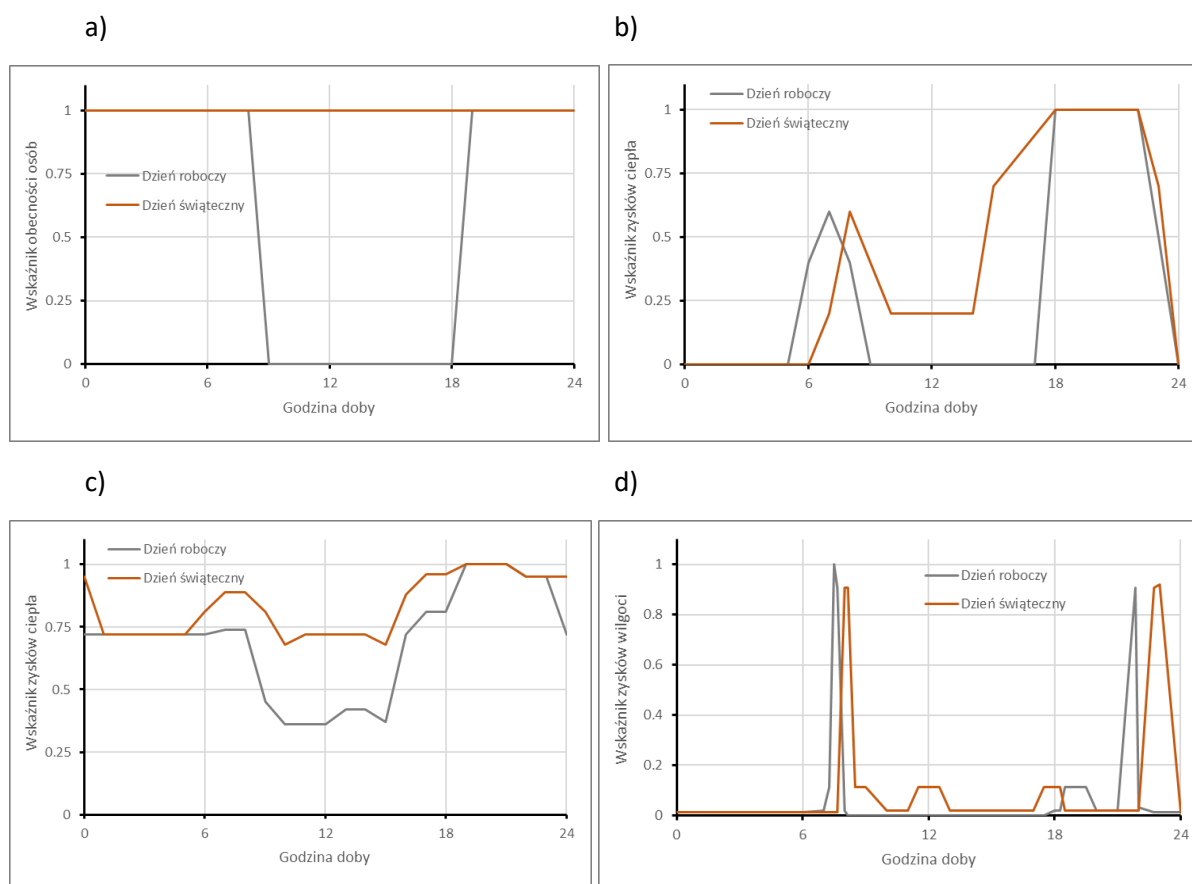 a)
1
0.75
0.5
0.25
0
Wskaźnik obecności osób
Dzień roboczy
Dzień świąteczny
0 6 12 18 24
Godzina doby
b)
1
0.75
0.5
0.25
0
Wskaźnik zysków ciepła
Dzień roboczy
Dzień świąteczny
0 6 12 18 24
Godzina doby
c)
1
0.75
0.5
0.25
0
Wskaźnik zysków ciepła
Dzień roboczy
Dzień świąteczny
0 6 12 18 24
Godzina doby
d)
1
0.8
0.6
0.4
0.2
0
Wskaźnik zysków wilgoci
Dzień roboczy
Dzień świąteczny
0 6 12 18 24
Godzina doby